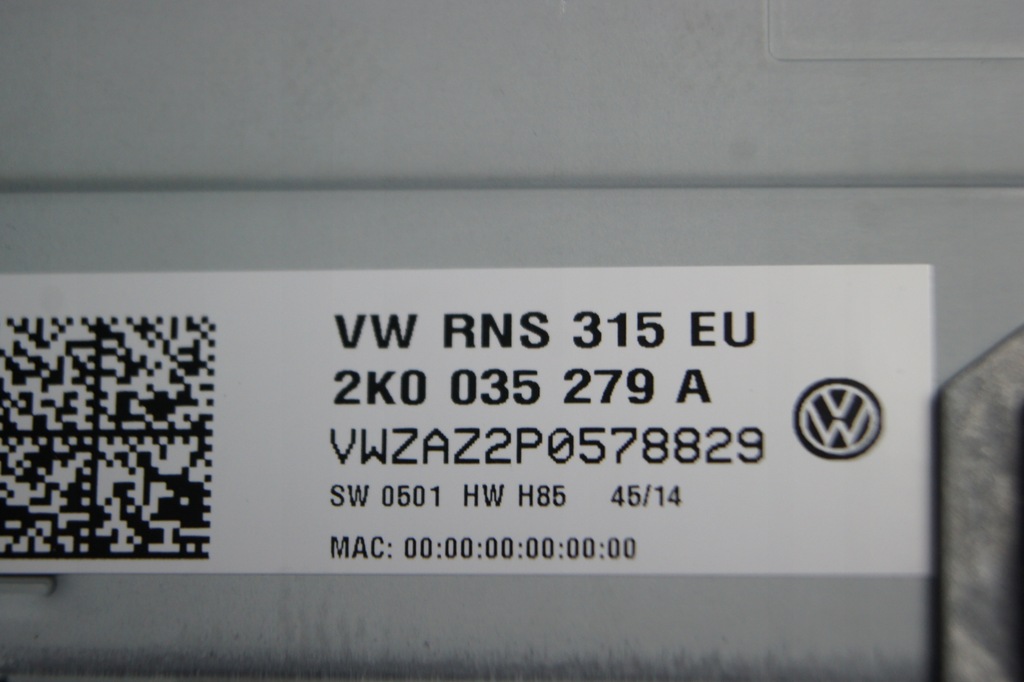 VW RNS 315 EU
2K0 035 279 A
VWZAZ2P0578829
SW 0501 HW H85 45/14
MAC: 00:00:00:00:00:00